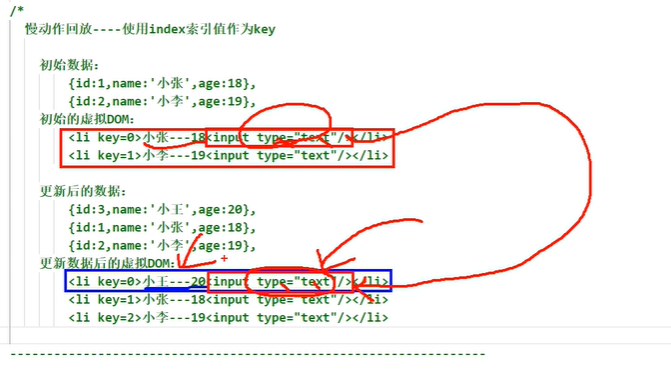 /*
慢动作回放----使用index索引值作为key
初始数据：
{id:1,name:'小张',age:18},
{id:2,name:'小李',age:19},
初始的虚拟DOM：
<li key=0>小张---18<input type="text"/></li>
<li key=1>小李---19<input type="text"/></li>
更新后的数据：
{id:3,name:'小王',age:20},
{id:1,name:'小张',age:18},
{id:2,name:'小李',age:19},
更新数据后的虚拟DOM：
<li key=0>小王---20<input type="text"/></li>
<li key=1>小张---18<input type="text"/></li>
<li key=2>小李---19<input type="text"/></li>
-----------------------------------------------------------------